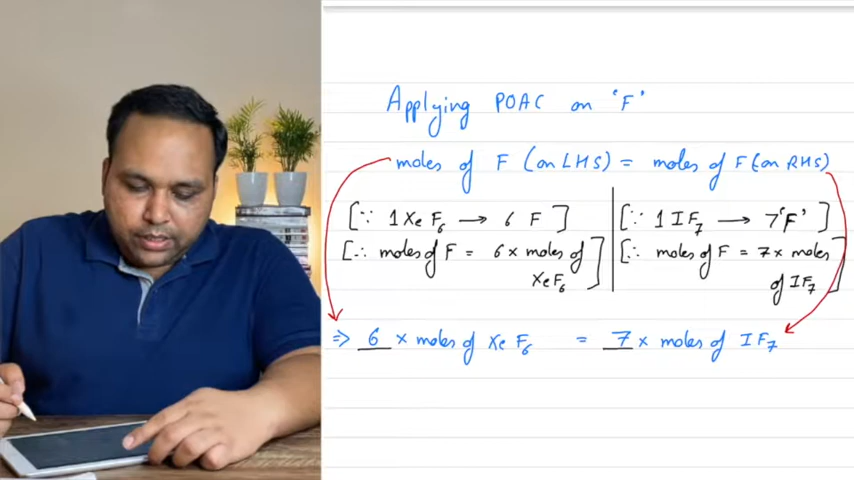 Applying POAC on 'F'
moles of F (on LHS) = moles of F (on RHS)
[∵ 1 XeF₆ → 6 F]
[∴ moles of F = 6 × moles of XeF₆]
[∵ 1 IF₇ → 7 'F']
[∴ moles of F = 7 × moles of IF₇]
⇒ 6 × moles of XeF₆ = 7 × moles of IF₇